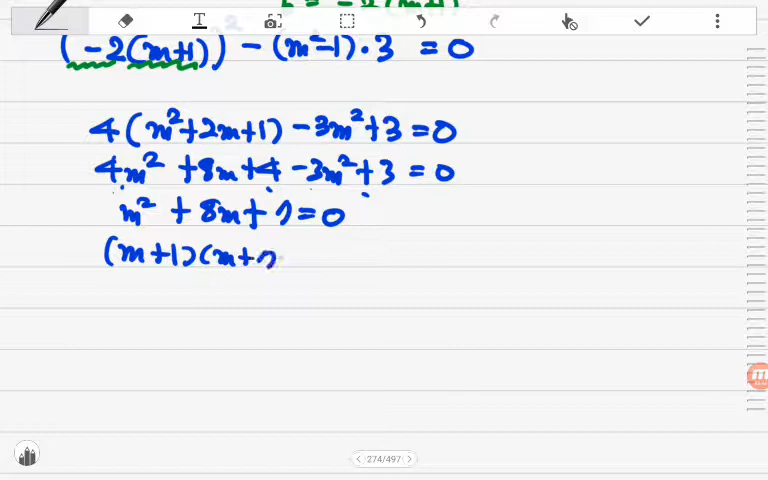 (-2(m+1)) - (m²-1)·3 = 0
4(m²+2m+1) - 3m²+3 = 0
4m² + 8m + 4 - 3m² + 3 = 0
m² + 8m + 7 = 0
(m+1)(m+7
274/497